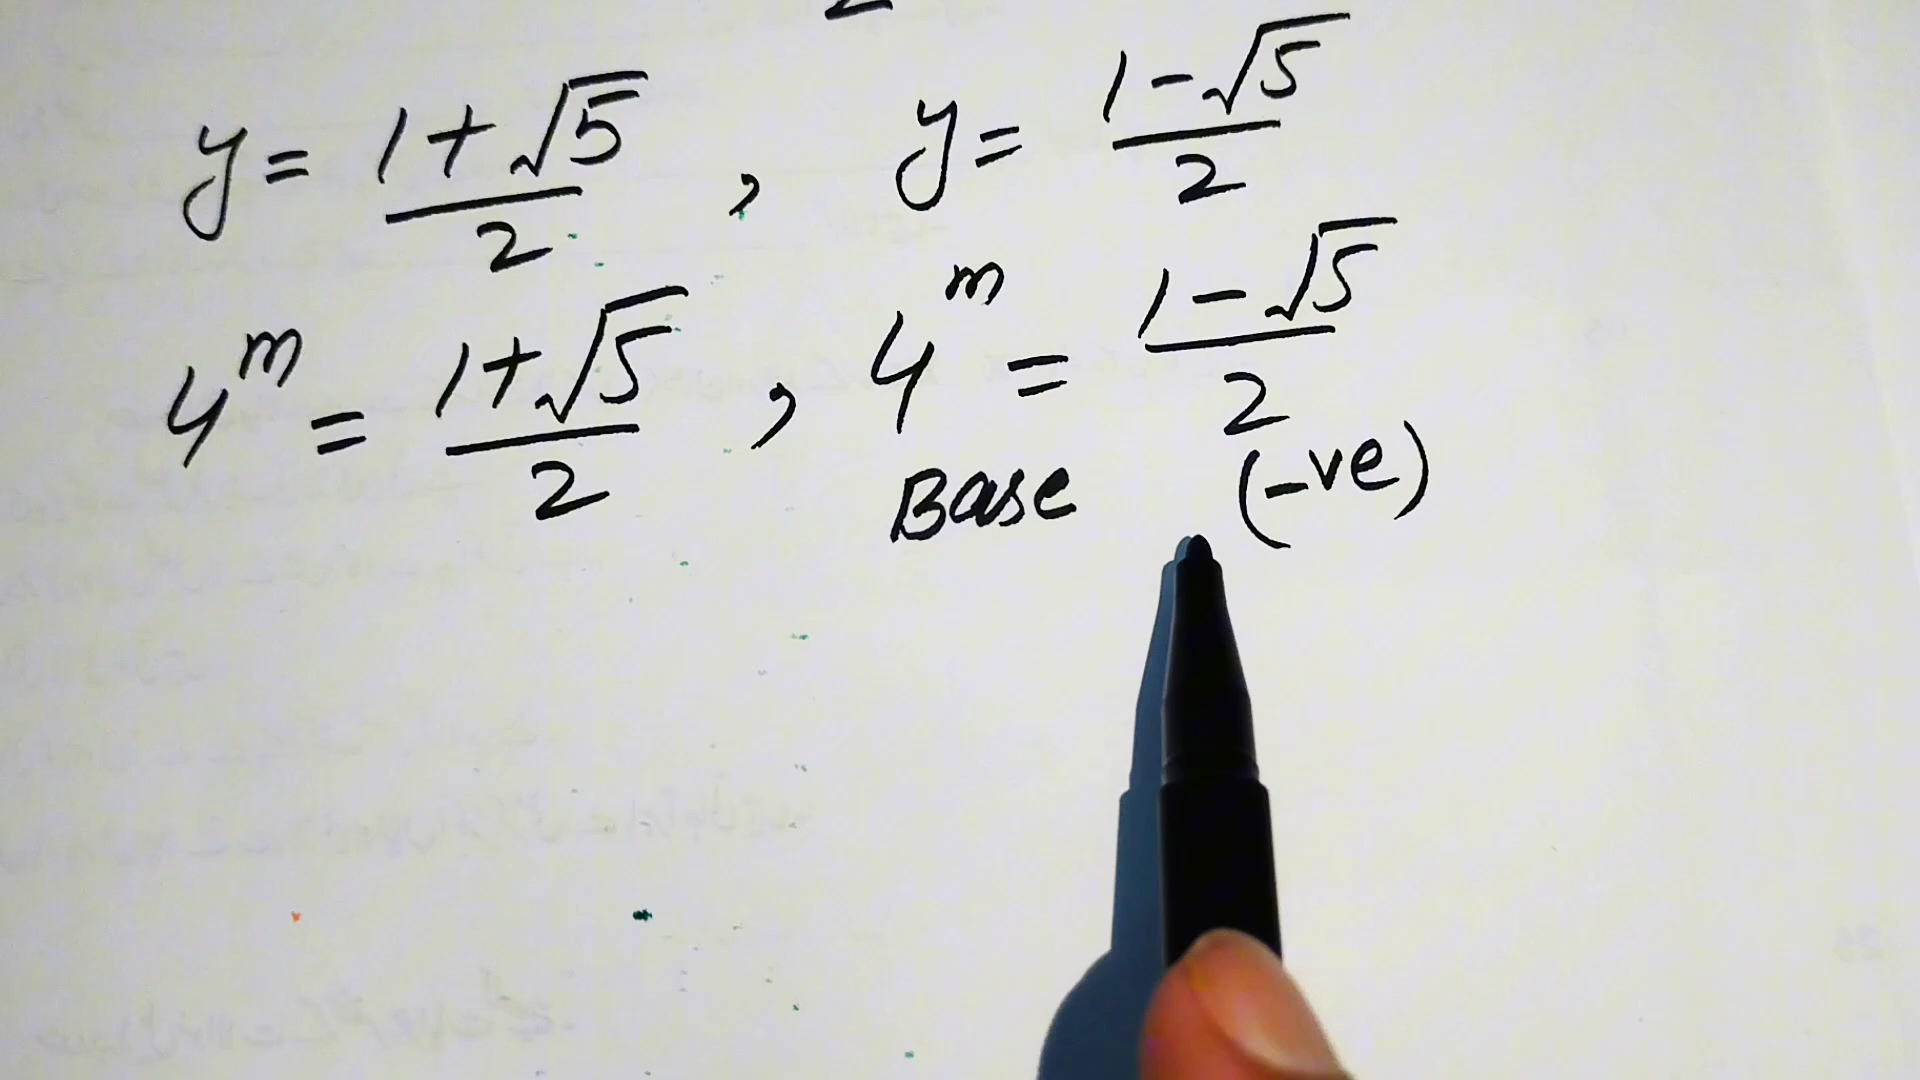 y = (1+√5)/2 , y = (1-√5)/2
4^m = (1+√5)/2 , 4^m = (1-√5)/2
Base (-ve)